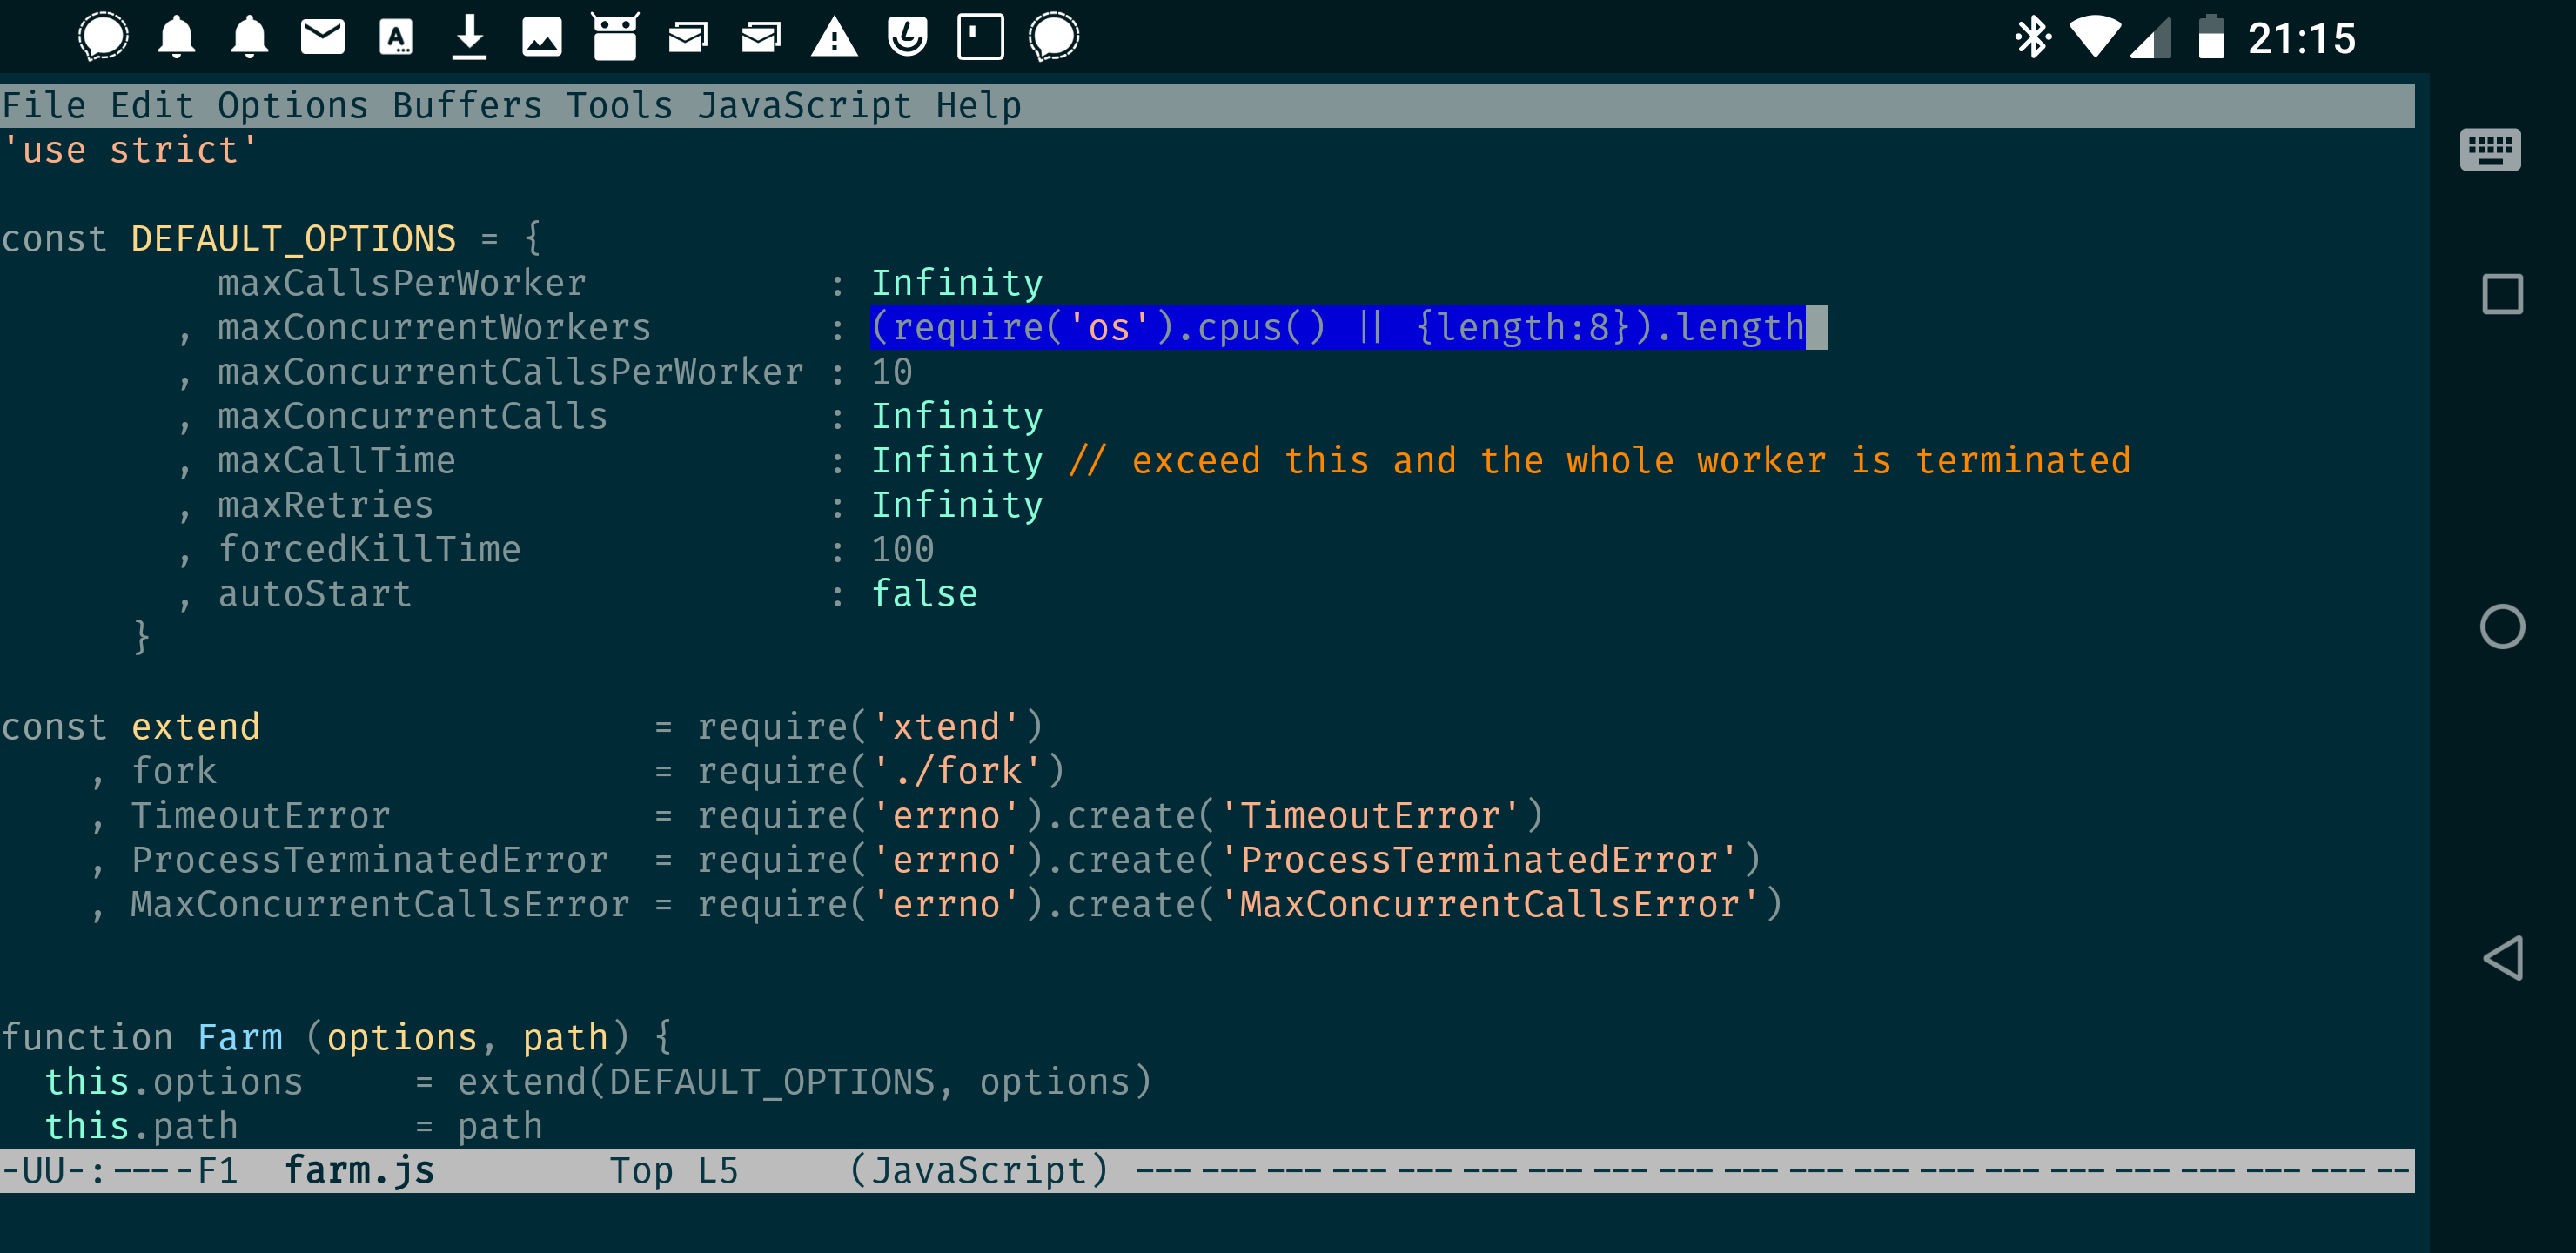 21:15
File Edit Options Buffers Tools JavaScript Help
'use strict'
const DEFAULT_OPTIONS = {
          maxCallsPerWorker           : Infinity
        , maxConcurrentWorkers        : (require('os').cpus() || {length:8}).length
        , maxConcurrentCallsPerWorker : 10
        , maxConcurrentCalls          : Infinity
        , maxCallTime                 : Infinity // exceed this and the whole worker is terminated
        , maxRetries                  : Infinity
        , forcedKillTime              : 100
        , autoStart                   : false
      }
const extend                  = require('xtend')
    , fork                    = require('./fork')
    , TimeoutError            = require('errno').create('TimeoutError')
    , ProcessTerminatedError  = require('errno').create('ProcessTerminatedError')
    , MaxConcurrentCallsError = require('errno').create('MaxConcurrentCallsError')
function Farm (options, path) {
  this.options     = extend(DEFAULT_OPTIONS, options)
  this.path        = path
-UU-:----F1  farm.js        Top L5     (JavaScript) -----------------------------------------------------------